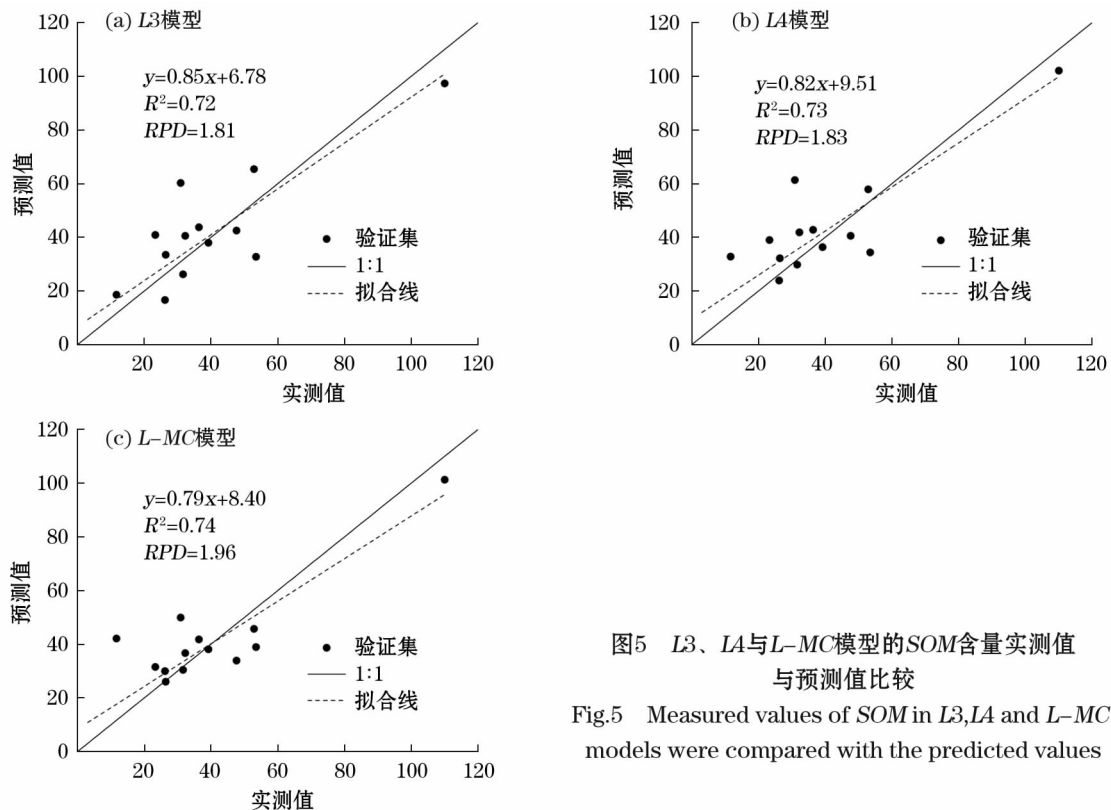 (a) L3模型
y=0.85x+6.78
R²=0.72
RPD=1.81
预测值
120
100
80
60
40
20
0
验证集
1:1
拟合线
20 40 60 80 100 120
实测值
(b) L4模型
y=0.82x+9.51
R²=0.73
RPD=1.83
预测值
120
100
80
60
40
20
0
验证集
1:1
拟合线
20 40 60 80 100 120
实测值
(c) L-MC模型
y=0.79x+8.40
R²=0.74
RPD=1.96
预测值
120
100
80
60
40
20
0
验证集
1:1
拟合线
20 40 60 80 100 120
实测值
图5 L3、L4与L-MC模型的SOM含量实测值
与预测值比较
Fig.5 Measured values of SOM in L3,L4 and L-MC
models were compared with the predicted values